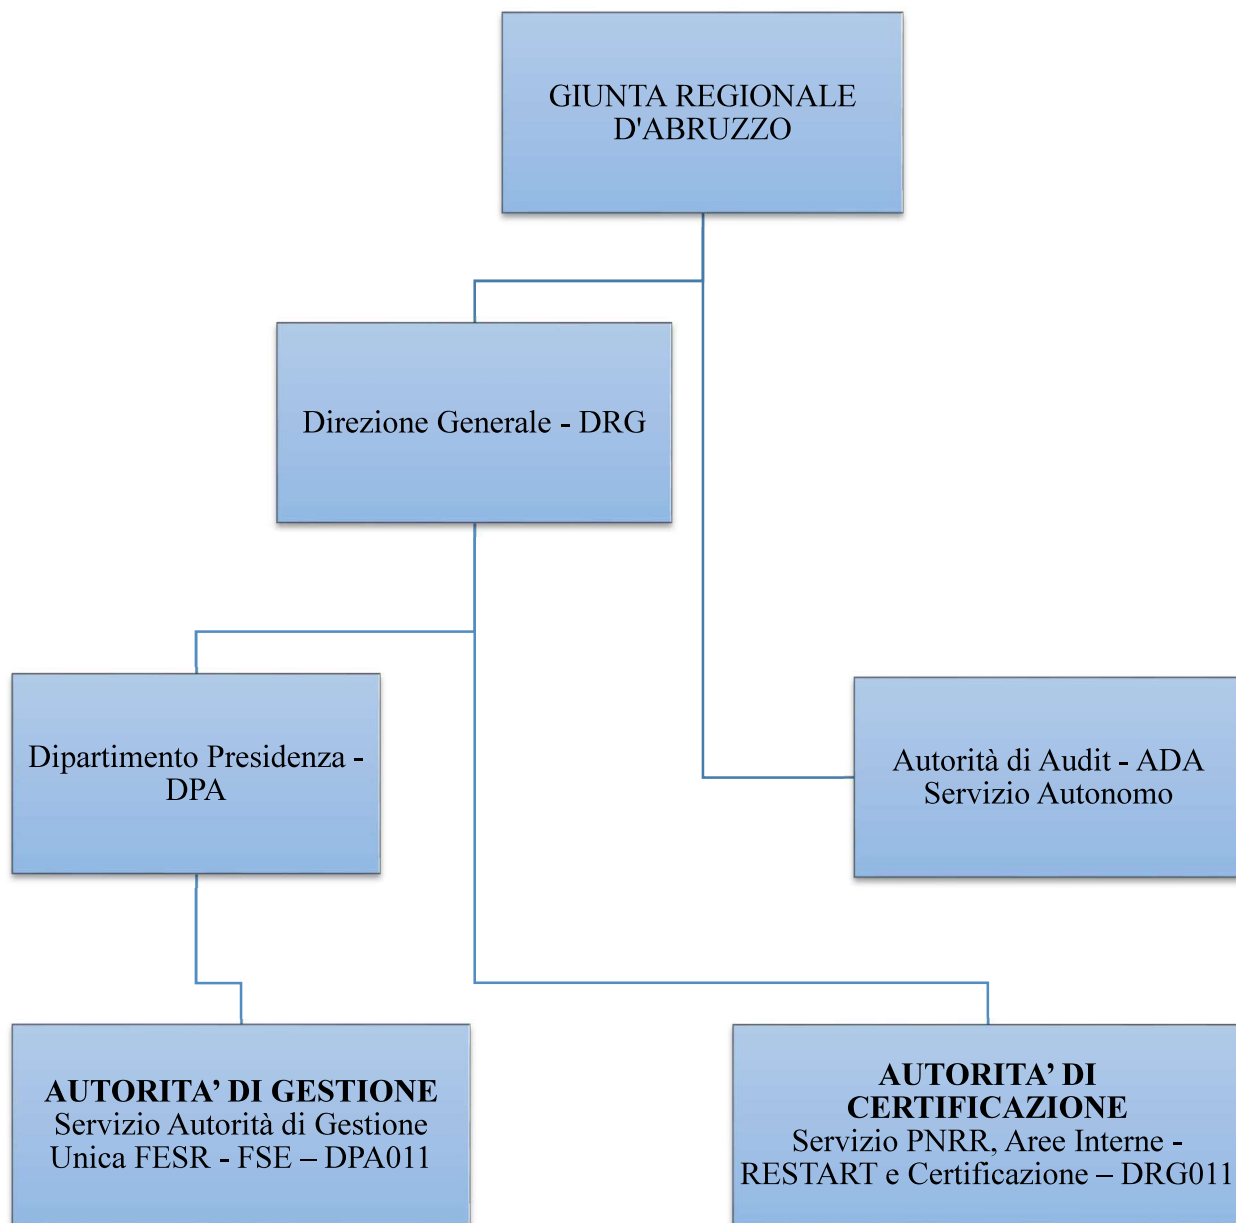 GIUNTA REGIONALE
D'ABRUZZO
Direzione Generale - DRG
Dipartimento Presidenza -
DPA
Autorità di Audit - ADA
Servizio Autonomo
AUTORITA’ DI GESTIONE
Servizio Autorità di Gestione
Unica FESR - FSE – DPA011
AUTORITA’ DI
CERTIFICAZIONE
Servizio PNRR, Aree Interne -
RESTART e Certificazione – DRG011